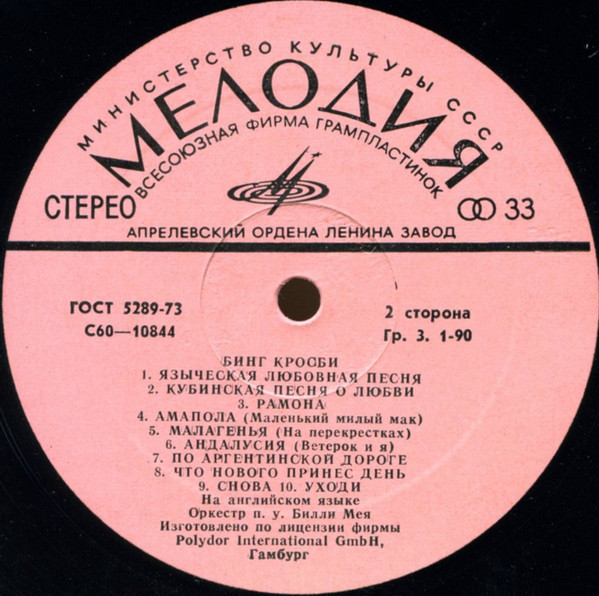 МИНИСТЕРСТВО КУЛЬТУРЫ СССР
МЕЛОДИЯ
ВСЕСОЮЗНАЯ ФИРМА ГРАМПЛАСТИНОК
СТЕРЕО
33
АПРЕЛЕВСКИЙ ОРДЕНА ЛЕНИНА ЗАВОД
ГОСТ 5289-73
2 сторона
С60—10844
Гр. 3. 1-90
БИНГ КРОСБИ
1. ЯЗЫЧЕСКАЯ ЛЮБОВНАЯ ПЕСНЯ
2. КУБИНСКАЯ ПЕСНЯ О ЛЮБВИ
3. РАМОНА
4. АМАПОЛА (Маленький милый мак)
5. МАЛАГЕНЬЯ (На перекрестках)
6. АНДАЛУСИЯ (Ветерок и я)
7. ПО АРГЕНТИНСКОЙ ДОРОГЕ
8. ЧТО НОВОГО ПРИНЕС ДЕНЬ
9. СНОВА 10. УХОДИ
На английском языке
Оркестр п. у. Билли Мея
Изготовлено по лицензии фирмы
Polydor International GmbH,
Гамбург